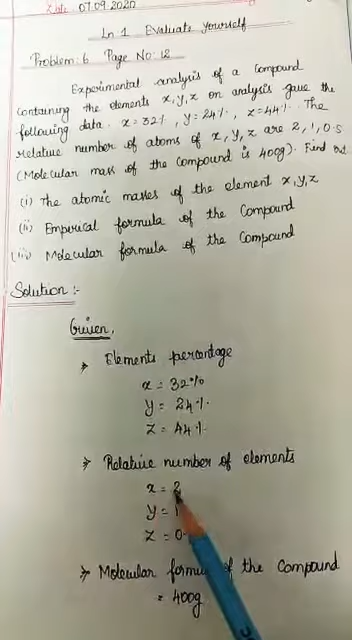 Date 07.09.2020
Ln 1 Evaluate Yourself
Problem: 6 Page No: 12
Experimental analysis of a compound
containing the elements x, y, z on analysis gave the
following data. x = 32%, y = 24%, z = 44%. The
relative number of atoms of x, y, z are 2, 1, 0.5
(Molecular mass of the compound is 400g). Find out
(i) The atomic masses of the element x, y, z
(ii) Empirical formula of the Compound
(iii) Molecular formula of the Compound
Solution :-
Given,
Elements percentage
x = 32%
y = 24%.
z = 44%.
Relative number of elements
x = 2
y = 1
z = 0.
Molecular of the Compound
= 400g